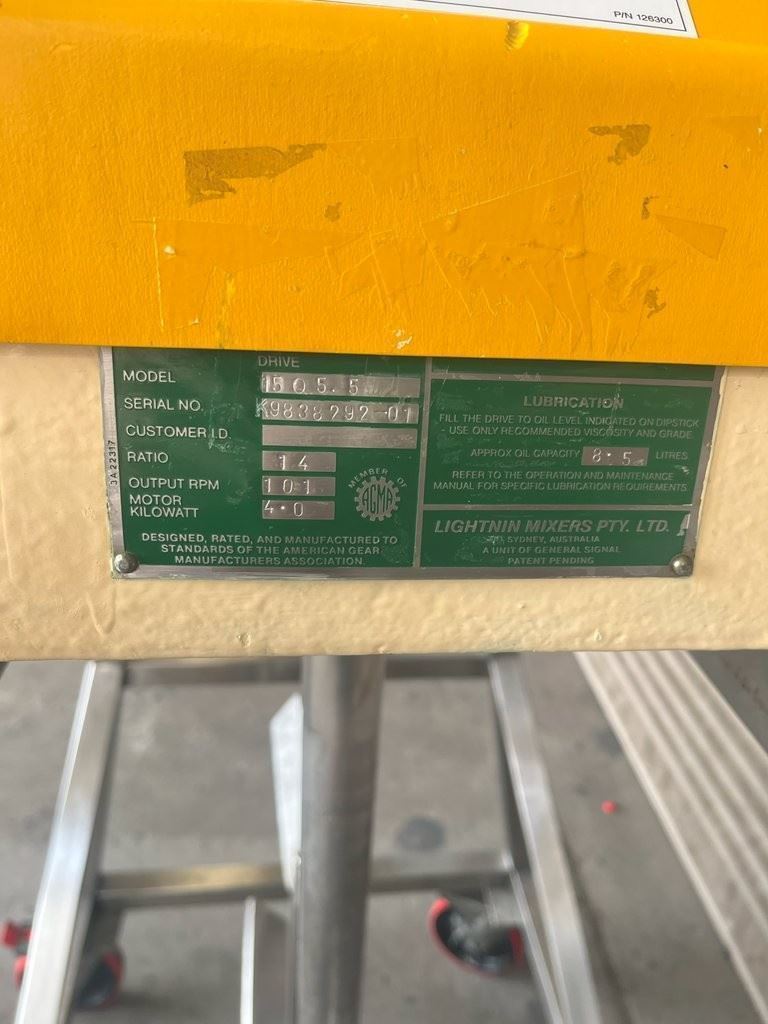 P/N 126300
DRIVE
MODEL 15Q5.5
SERIAL NO. K9838292-01
CUSTOMER I.D.
RATIO 14
OUTPUT RPM 101
MOTOR
KILOWATT 4.0
MEMBER OF
AGMA
DESIGNED, RATED, AND MANUFACTURED TO
STANDARDS OF THE AMERICAN GEAR
MANUFACTURERS ASSOCIATION.
LUBRICATION
FILL THE DRIVE TO OIL LEVEL INDICATED ON DIPSTICK
USE ONLY RECOMMENDED VISCOSITY AND GRADE
APPROX OIL CAPACITY 8.5 LITRES
REFER TO THE OPERATION AND MAINTENANCE
MANUAL FOR SPECIFIC LUBRICATION REQUIREMENTS
LIGHTNIN MIXERS PTY. LTD.
SYDNEY, AUSTRALIA
A UNIT OF GENERAL SIGNAL
PATENT PENDING